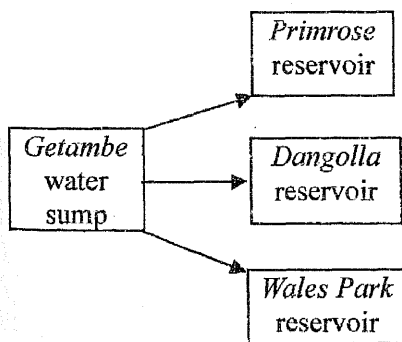 Primrose
reservoir
Getambe
water
sump
Dangolla
reservoir
Wales Park
reservoir